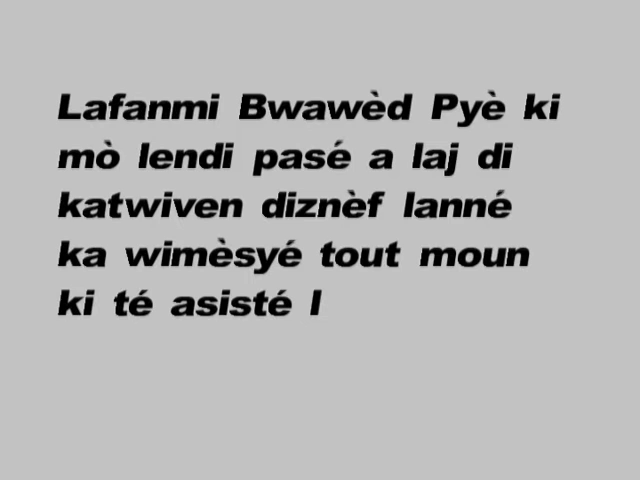 Lafanmi Bwawèd Pyè ki
mò lendi pasé a laj di
katwiven diznèf lanné
ka wimèsyé tout moun
ki té asisté l